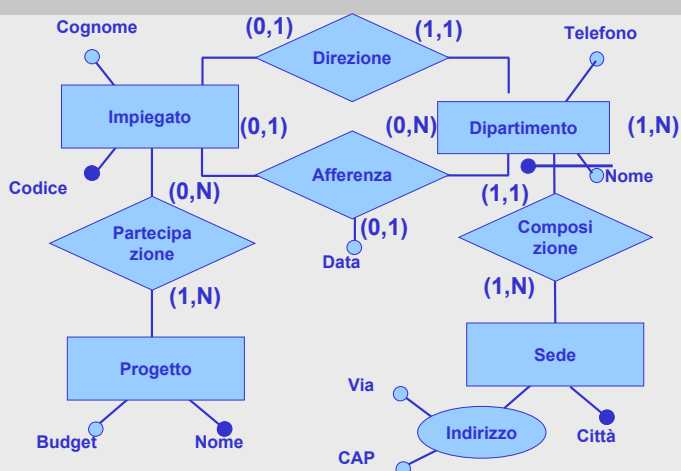 Cognome
(0,1)
(1,1)
Telefono
Direzione
Impiegato
(0,1)
(0,N)
Dipartimento
(1,N)
Codice
(0,N)
Afferenza
(1,1)
Nome
Partecipa
zione
(0,1)
Data
Composi
zione
(1,N)
(1,N)
Progetto
Sede
Via
Budget
Nome
Indirizzo
Città
CAP